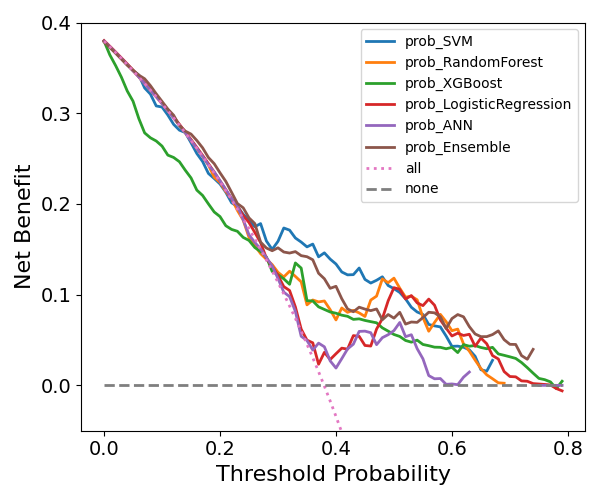 0.4
0.3
0.2
0.1
0.0
Net Benefit
prob_SVM
prob_RandomForest
prob_XGBoost
prob_LogisticRegression
prob_ANN
prob_Ensemble
all
none
0.0 0.2 0.4 0.6 0.8
Threshold Probability